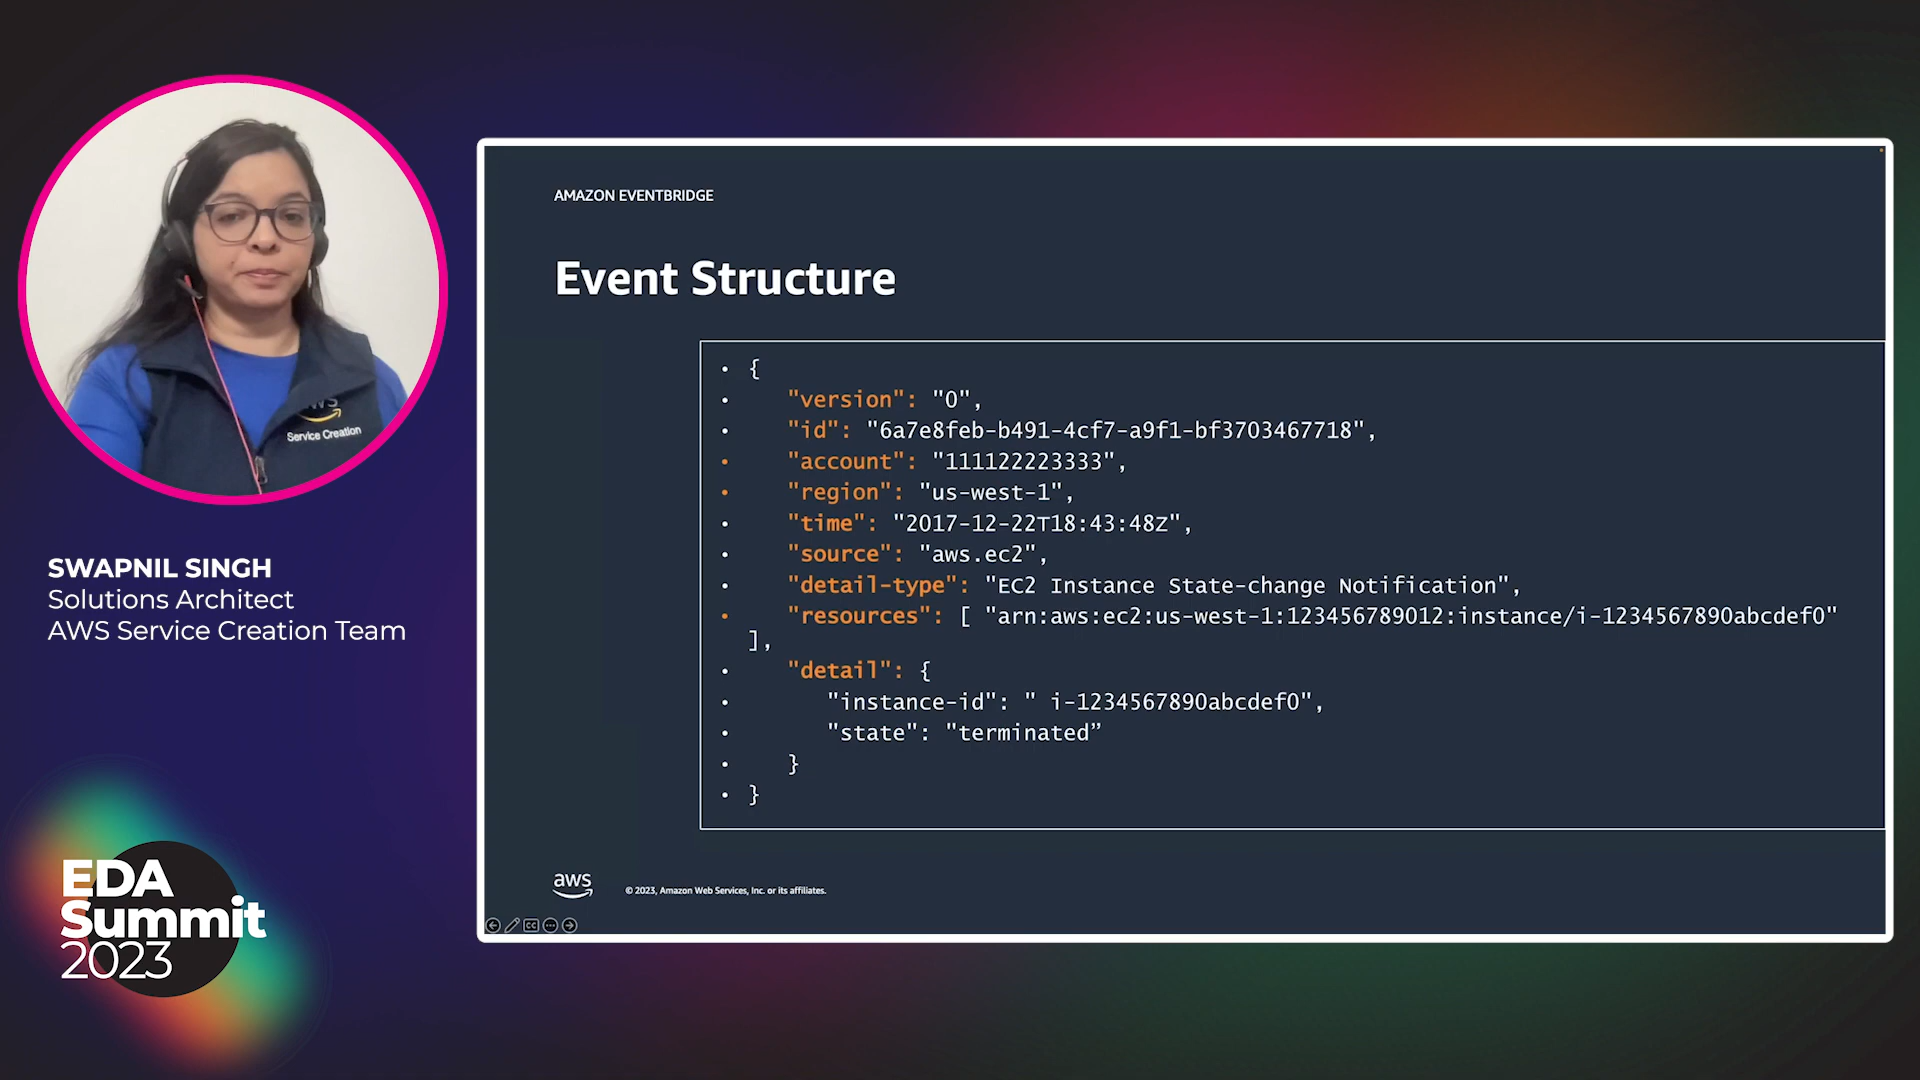 AWS
Service Creation
SWAPNIL SINGH
Solutions Architect
AWS Service Creation Team
EDA
Summit
2023
AMAZON EVENTBRIDGE
Event Structure
• {
• "version": "0",
• "id": "6a7e8feb-b491-4cf7-a9f1-bf3703467718",
• "account": "111122223333",
• "region": "us-west-1",
• "time": "2017-12-22T18:43:48Z",
• "source": "aws.ec2",
• "detail-type": "EC2 Instance State-change Notification",
• "resources": [ "arn:aws:ec2:us-west-1:123456789012:instance/i-1234567890abcdef0"
],
• "detail": {
• "instance-id": " i-1234567890abcdef0",
• "state": "terminated”
• }
• }
aws
© 2023, Amazon Web Services, Inc. or its affiliates.
CC